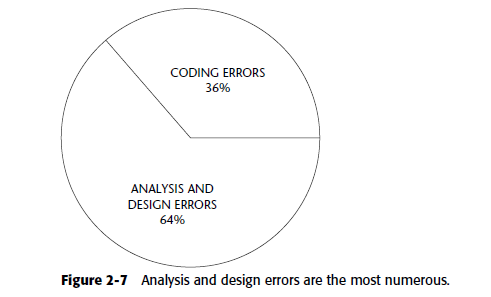 CODING ERRORS
36%
ANALYSIS AND
DESIGN ERRORS
64%
Figure 2-7 Analysis and design errors are the most numerous.